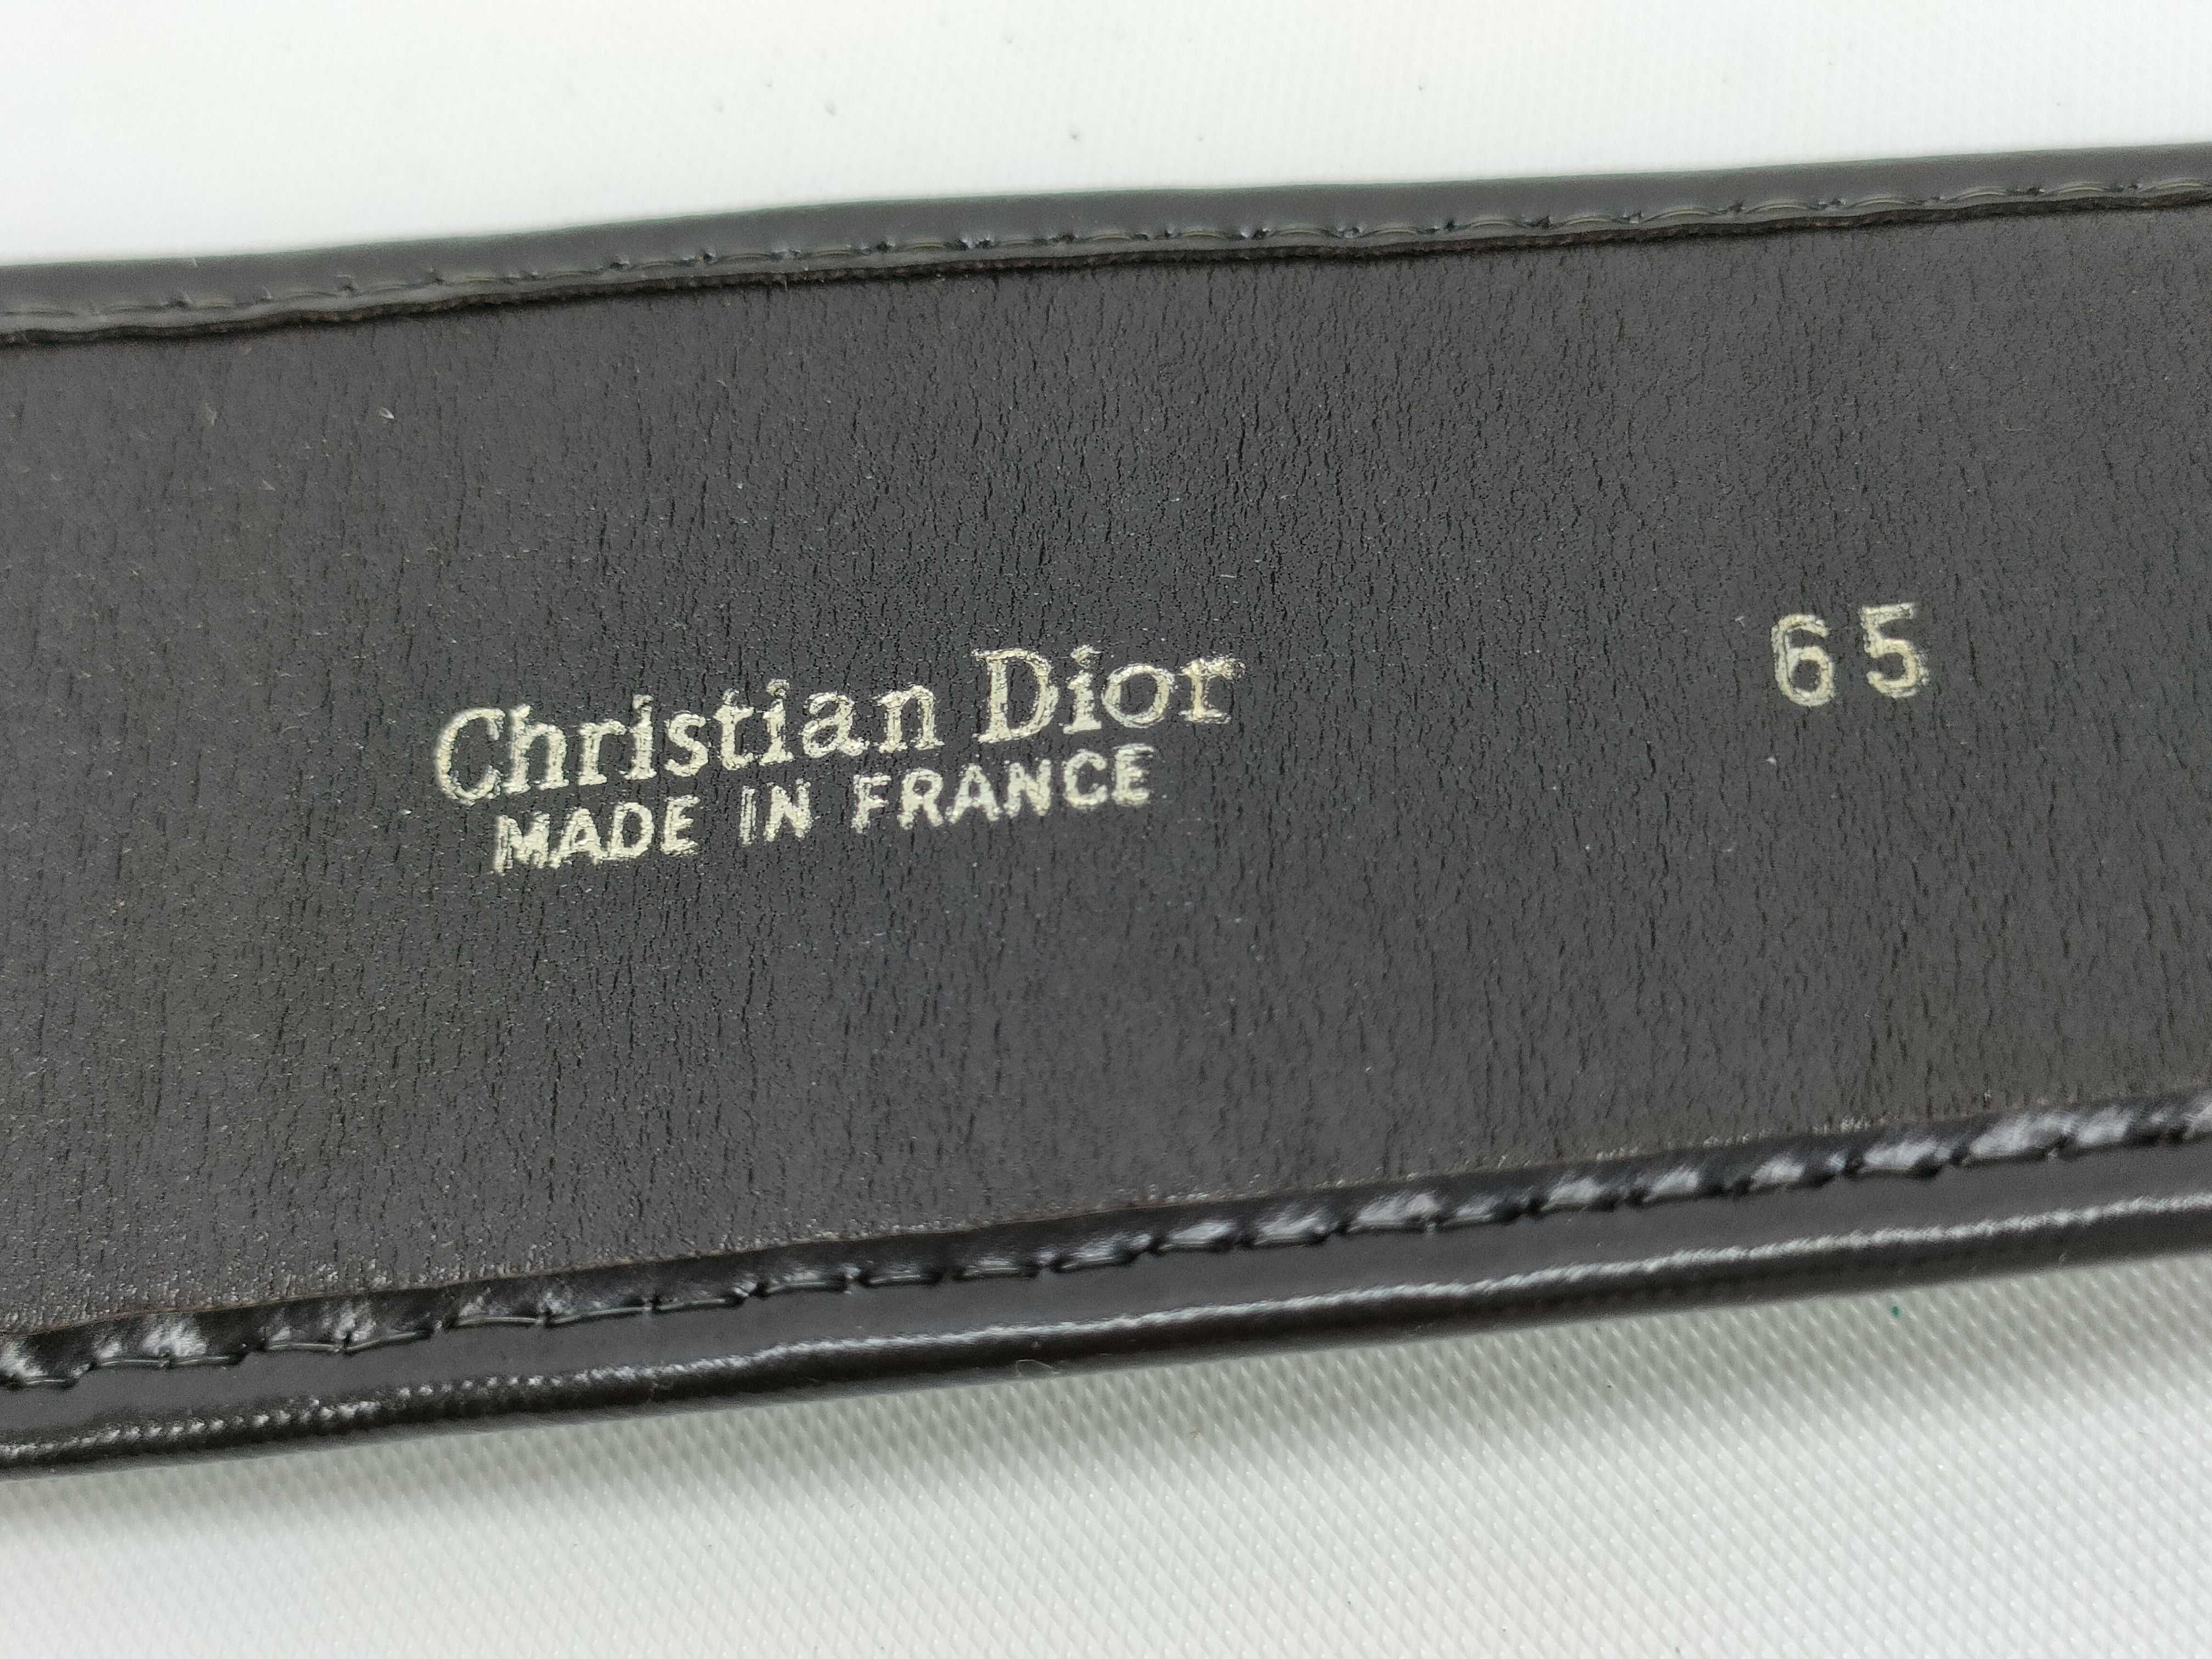 Christian Dior
MADE IN FRANCE
65